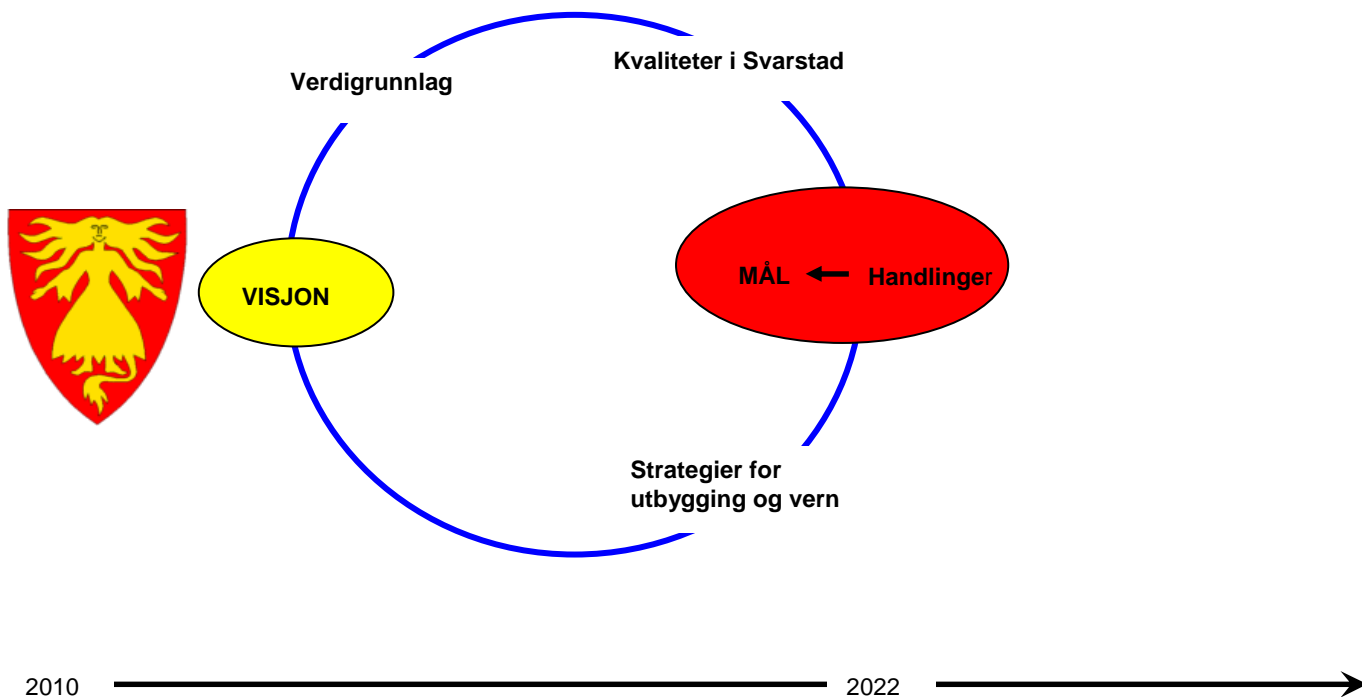 Kvaliteter i Svarstad
Verdigrunnlag
VISJON
MÅL Handlinger
Strategier for
utbygging og vern
2010 2022